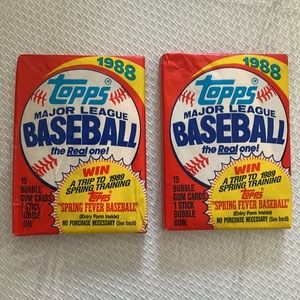 1988
Topps
MAJOR LEAGUE
BASEBALL
the Real one!
WIN
A TRIP TO 1989
SPRING TRAINING
Topps
"SPRING FEVER BASEBALL"
(Entry Form Inside)
NO PURCHASE NECESSARY (See back)
15
BUBBLE
GUM CARDS
1 STICK
BUBBLE
GUM
1988
Topps
MAJOR LEAGUE
BASEBALL
the Real one!
WIN
A TRIP TO 1989
SPRING TRAINING
Topps
"SPRING FEVER BASEBALL"
(Entry Form Inside)
NO PURCHASE NECESSARY (See back)
15
BUBBLE
GUM CARDS
1 STICK
BUBBLE
GUM